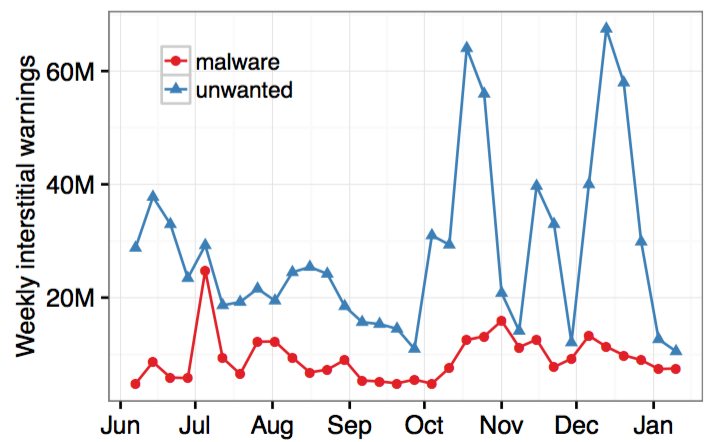 Weekly interstitial warnings
60M
40M
20M
malware
unwanted
Jun Jul Aug Sep Oct Nov Dec Jan